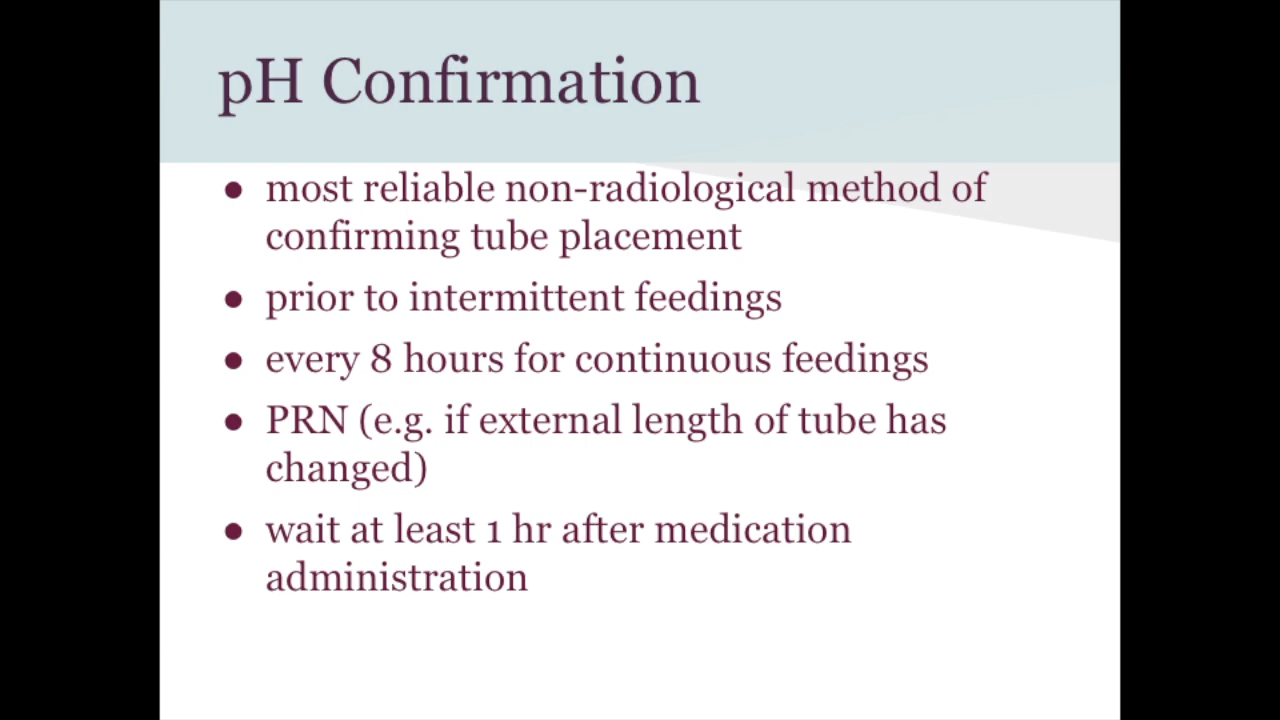 pH Confirmation
● most reliable non-radiological method of
confirming tube placement
● prior to intermittent feedings
● every 8 hours for continuous feedings
● PRN (e.g. if external length of tube has
changed)
● wait at least 1 hr after medication
administration